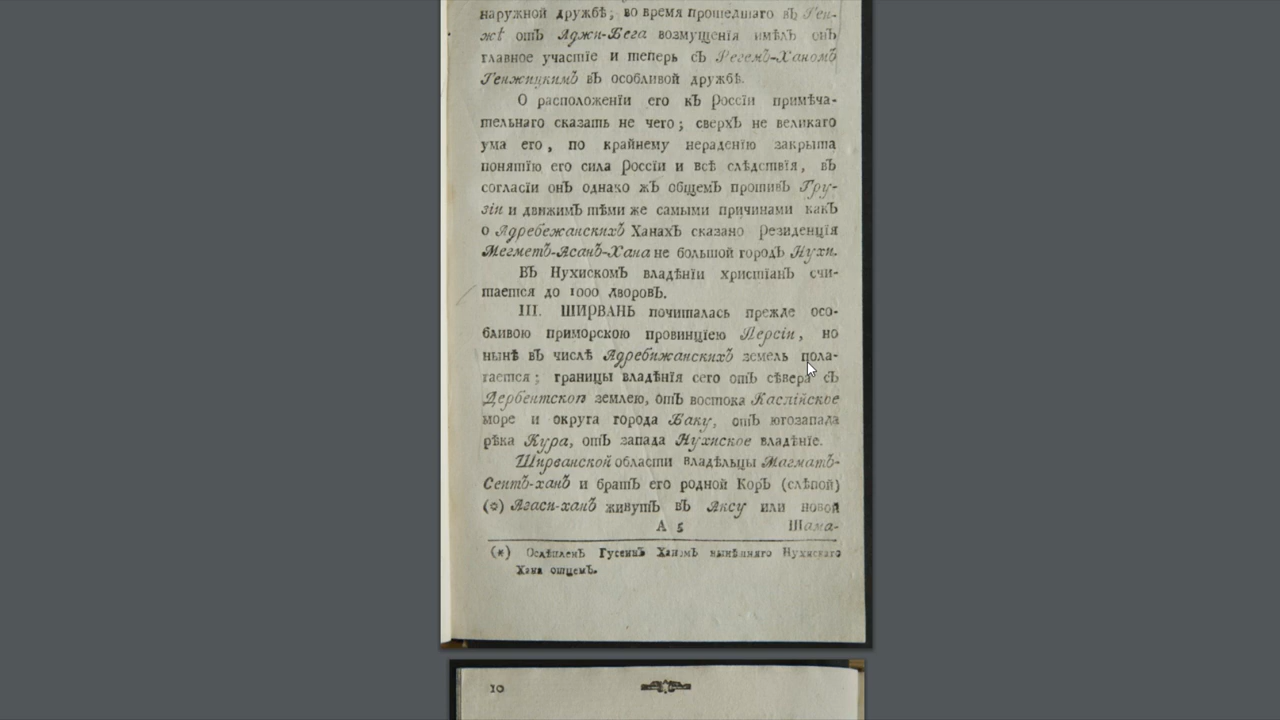 наружной дружбѣ; во время прошедшаго въ Ген-
жѣ отъ Аджи-Бега возмущенія имѣлъ онъ
главное участіе и теперь съ Регемъ-Ханомъ
Генжицкимъ въ особливой дружбѣ.
О расположеніи его къ россіи примѣча-
тельнаго сказать не чего; сверхъ не великаго
ума его, по крайнему нерадѣнію закрыта
понятію его сила россіи и всѣ слѣдствія, въ
согласіи онъ однако жъ общемъ противъ Гру-
зіи и движимъ тѣми же самыми причинами какъ
о Адребежанскихъ Ханахъ сказано резиденція
Мегметъ-Асанъ-Хана не большой городъ Нухи.
Въ Нухискомъ владѣніи христіанъ счи-
тается до 1000 дворовъ.
III. ШИРВАНЬ почиталась прежде осо-
бливою приморскою провинціею Персіи, но
нынѣ въ числѣ Адребижанскихъ земель пола-
гается; границы владѣнія сего отъ сѣвера съ
Дербентской землею, отъ востока Каспійское
море и округа города Баку, отъ югозапада
рѣка Кура, отъ запада Нухиское владѣніе.
Ширванской области владѣльцы Магматъ-
Сеитъ-ханъ и братъ его родной Коръ (слѣпой)
(*) Агаси-ханъ живутъ въ Аксу или новой
А 5 Шама-
(*) Ослѣпленъ Гусеинъ Ханомъ нынѣшняго Нухискаго
Хана отцемъ.
10